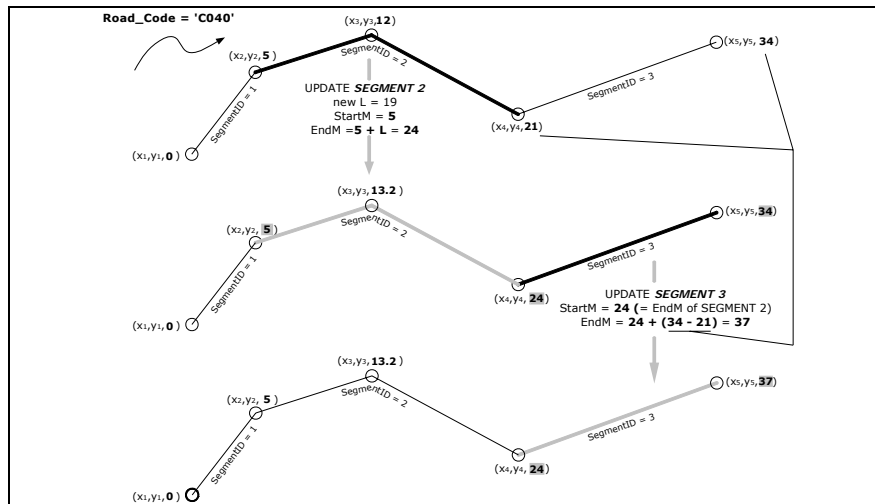 Road_Code = 'C040'
(x₃,y₃,12)
(x₂,y₂,5 )
(x₅,y₅, 34)
SegmentID = 2
SegmentID = 1
SegmentID = 3
UPDATE SEGMENT 2
new L = 19
StartM = 5
EndM =5 + L = 24
(x₄,y₄,21)
(x₁,y₁,0 )
(x₃,y₃,13.2 )
(x₂,y₂, 5 )
(x₅,y₅,34)
SegmentID = 2
SegmentID = 1
SegmentID = 3
(x₄,y₄,24)
UPDATE SEGMENT 3
StartM = 24 (= EndM of SEGMENT 2)
EndM = 24 + (34 - 21) = 37
(x₁,y₁,0 )
(x₃,y₃,13.2 )
(x₂,y₂, 5 )
(x₅,y₅,37)
SegmentID = 2
SegmentID = 1
SegmentID = 3
(x₄,y₄,24)
(x₁,y₁,0 )